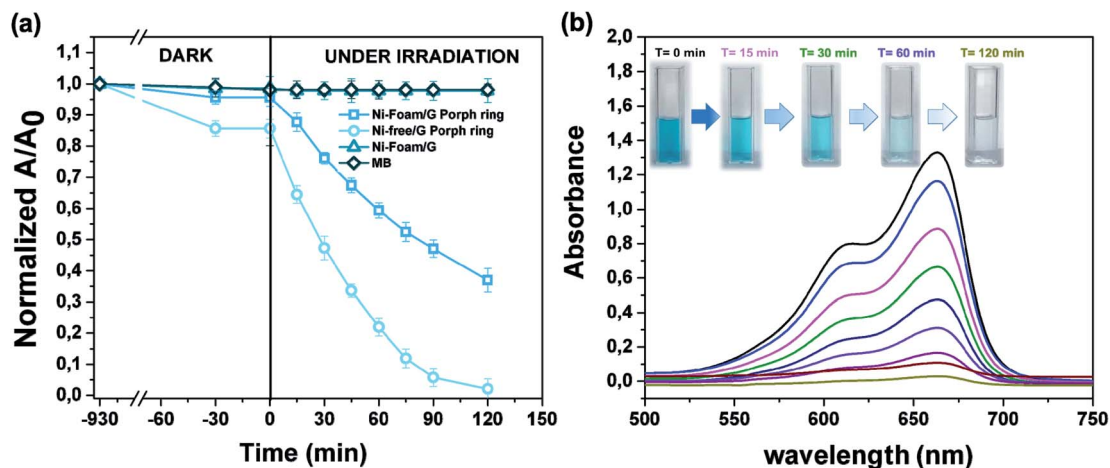 (a)
DARK
UNDER IRRADIATION
Ni-Foam/G Porph ring
Ni-free/G Porph ring
Ni-Foam/G
MB
Normalized A/A0
1,1
1,0
0,9
0,8
0,7
0,6
0,5
0,4
0,3
0,2
0,1
0,0
-930
-60
-30
0
30
60
90
120
150
Time (min)
(b)
T= 0 min
T= 15 min
T= 30 min
T= 60 min
T= 120 min
Absorbance
2,0
1,8
1,6
1,4
1,2
1,0
0,8
0,6
0,4
0,2
0,0
500
550
600
650
700
750
wavelength (nm)